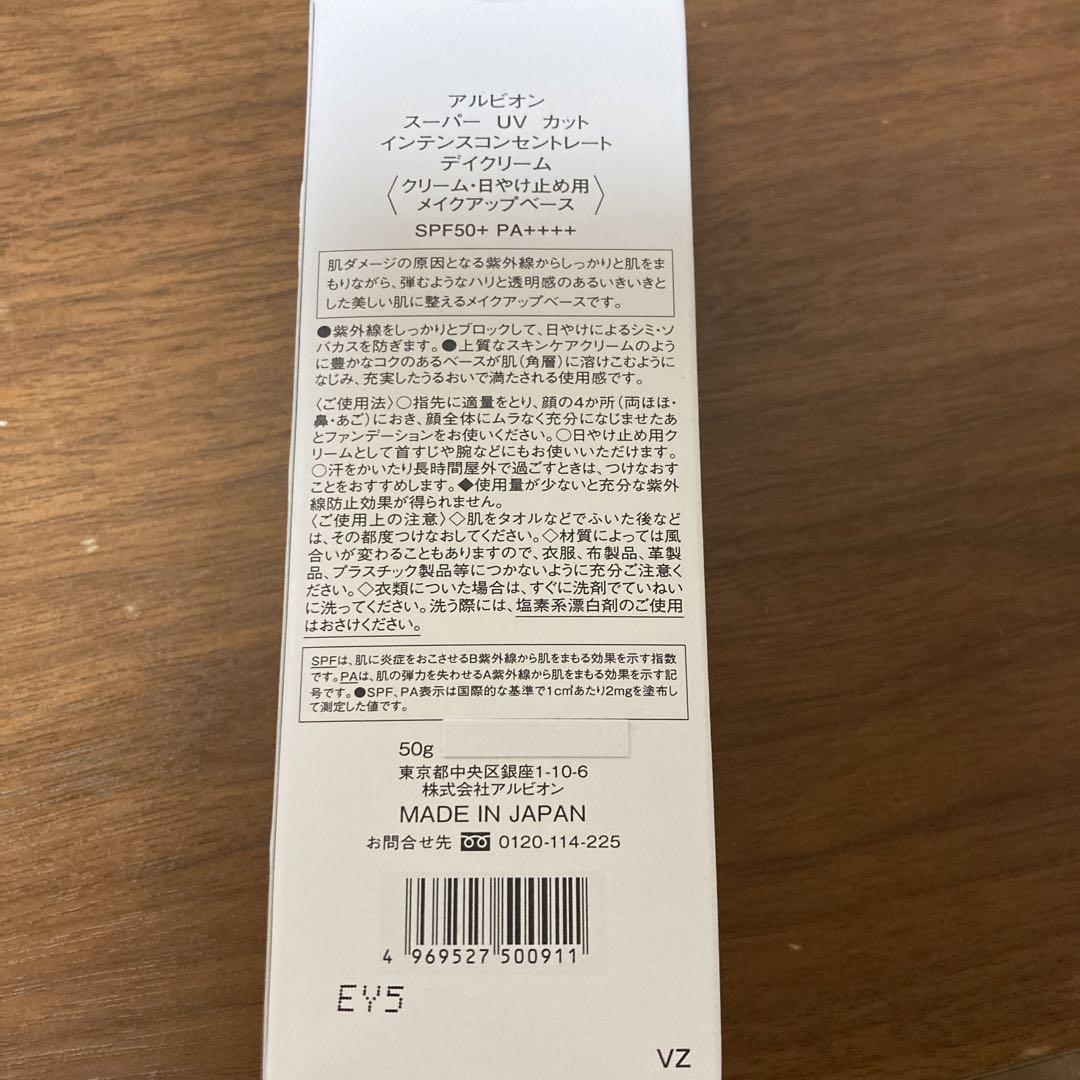 アルビオン
スーパー UV カット
インテンスコンセントレート
デイクリーム
〈クリーム・日やけ止め用
メイクアップベース〉
SPF50+ PA++++
肌ダメージの原因となる紫外線からしっかりと肌をま
もりながら、弾むようなハリと透明感のあるいきいきと
した美しい肌に整えるメイクアップベースです。
●紫外線をしっかりとブロックして、日やけによるシミ・ソ
バカスを防ぎます。●上質なスキンケアクリームのよう
に豊かなコクのあるベースが肌(角層)に溶けこむように
なじみ、充実したうるおいで満たされる使用感です。
〈ご使用法〉○指先に適量をとり、顔の4か所(両ほほ・
鼻・あご)におき、顔全体にムラなく充分になじませたあ
とファンデーションをお使いください。○日やけ止め用ク
リームとして首すじや腕などにもお使いいただけます。
○汗をかいたり長時間屋外で過ごすときは、つけなおす
ことをおすすめします。◆使用量が少ないと充分な紫外
線防止効果が得られません。
〈ご使用上の注意〉◇肌をタオルなどでふいた後など
は、その都度つけなおしてください。◇材質によっては風
合いが変わることもありますので、衣服、布製品、革製
品、プラスチック製品等につかないように充分ご注意く
ださい。◇衣類についた場合は、すぐに洗剤でていねい
に洗ってください。洗う際には、塩素系漂白剤のご使用
はおさけください。
SPFは、肌に炎症をおこさせるB紫外線から肌をまもる効果を示す指数
です。PAは、肌の弾力を失わせるA紫外線から肌をまもる効果を示す記
号です。●SPF、PA表示は国際的な基準で1c㎡あたり2mgを塗布し
て測定した値です。
50g
東京都中央区銀座1-10-6
株式会社アルビオン
MADE IN JAPAN
お問合せ先 0120-114-225
4 969527 500911
EY5
VZ